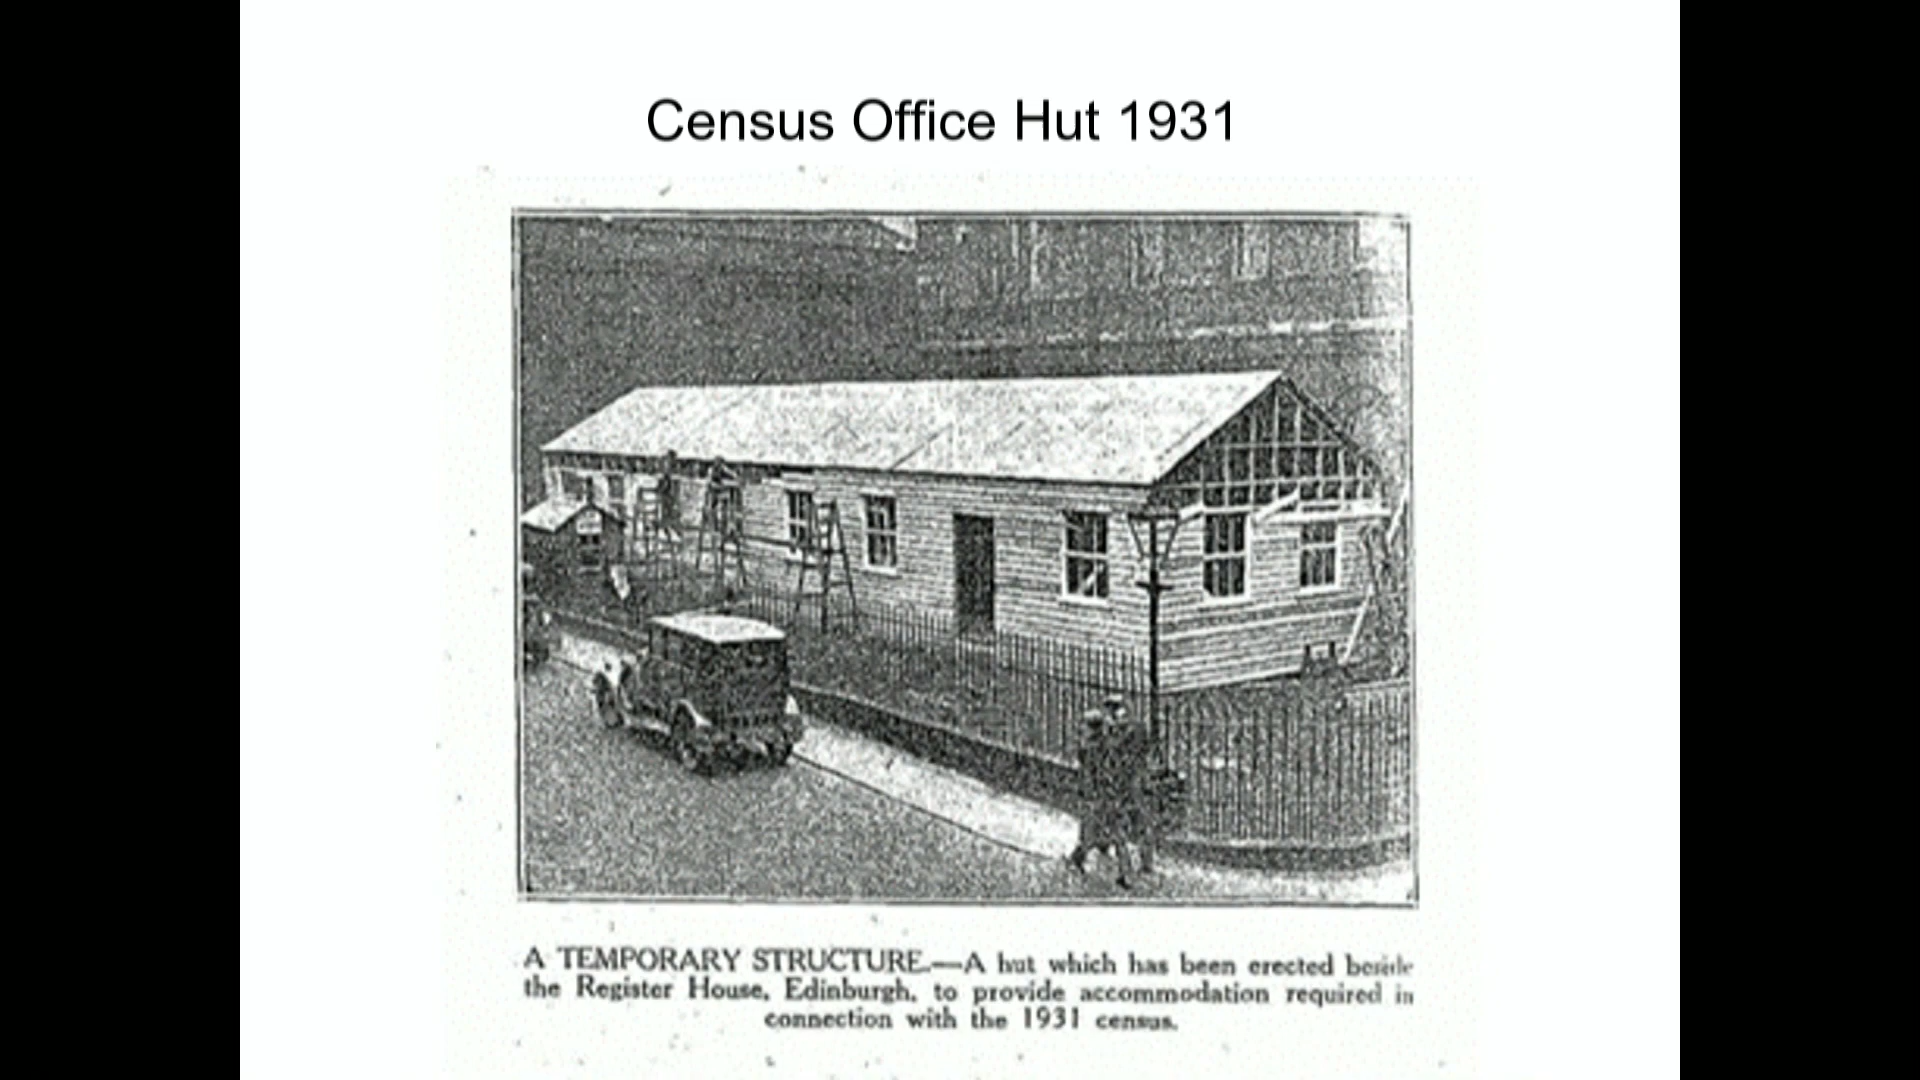 Census Office Hut 1931
A TEMPORARY STRUCTURE.—A hut which has been erected beside
the Register House, Edinburgh, to provide accommodation required in
connection with the 1931 census.